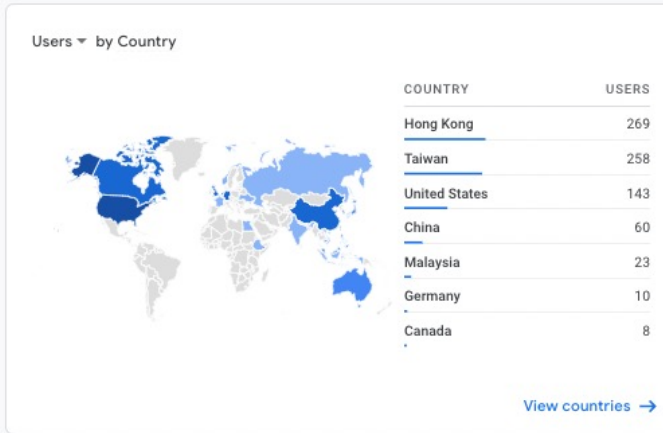 Users by Country
COUNTRY USERS
Hong Kong 269
Taiwan 258
United States 143
China 60
Malaysia 23
Germany 10
Canada 8
View countries